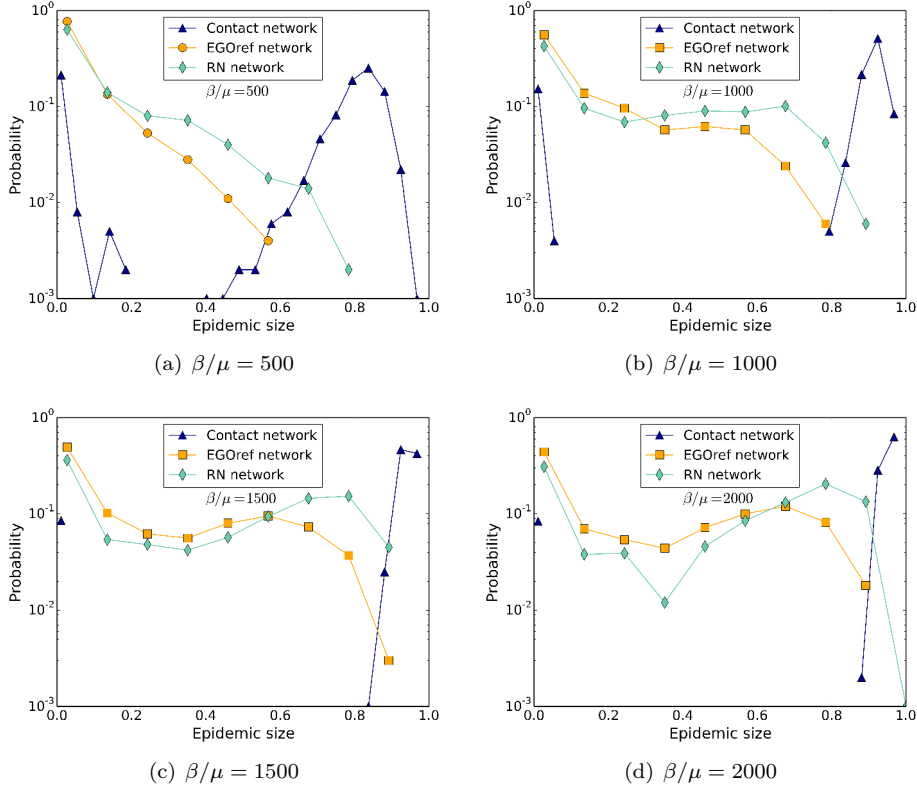 10^0
10^-1
10^-2
10^-3
Probability
0.0 0.2 0.4 0.6 0.8 1.0
Epidemic size
Contact network
EGOref network
RN network
β/μ=500
(a) β/μ = 500
10^0
10^-1
10^-2
10^-3
Probability
0.0 0.2 0.4 0.6 0.8 1.0
Epidemic size
Contact network
EGOref network
RN network
β/μ=1000
(b) β/μ = 1000
10^0
10^-1
10^-2
10^-3
Probability
0.0 0.2 0.4 0.6 0.8 1.0
Epidemic size
Contact network
EGOref network
RN network
β/μ=1500
(c) β/μ = 1500
10^0
10^-1
10^-2
10^-3
Probability
0.0 0.2 0.4 0.6 0.8 1.0
Epidemic size
Contact network
EGOref network
RN network
β/μ=2000
(d) β/μ = 2000